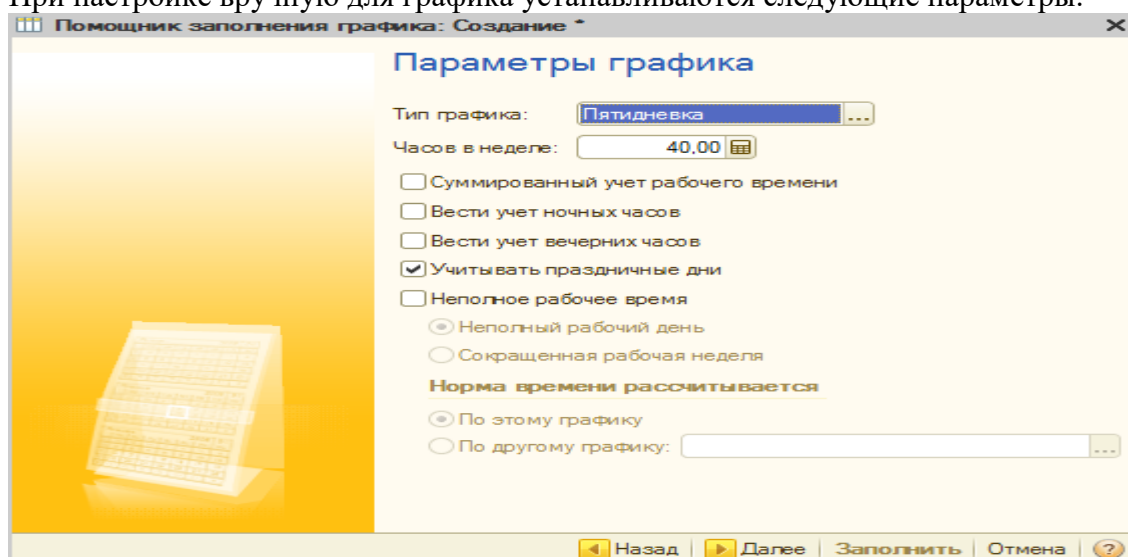 При настройке вручную для графика устанавливаются следующие параметры:
Помощник заполнения графика: Создание *
Параметры графика
Тип графика: Пятидневка ...
Часов в неделе: 40,00
Суммированный учет рабочего времени
Вести учет ночных часов
Вести учет вечерних часов
Учитывать праздничные дни
Неполное рабочее время
Неполный рабочий день
Сокращенная рабочая неделя
Норма времени рассчитывается
По этому графику
По другому графику: ...
Назад Далее Заполнить Отмена ?